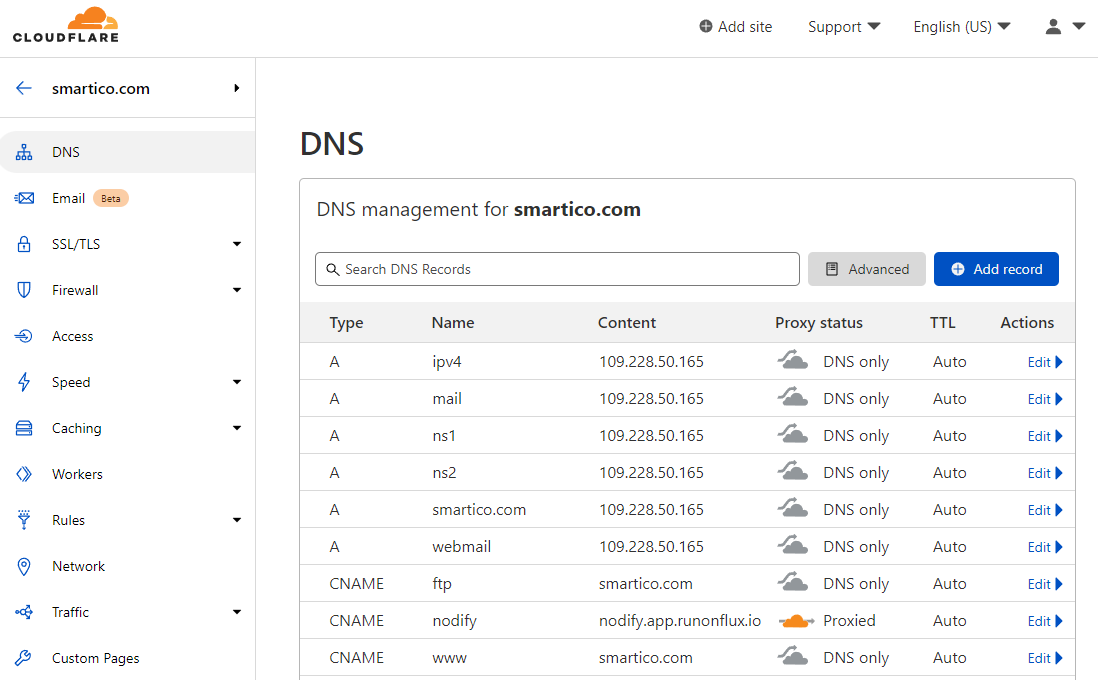 CLOUDFLARE
Add site Support English (US)
smartico.com
DNS
Email Beta
SSL/TLS
Firewall
Access
Speed
Caching
Workers
Rules
Network
Traffic
Custom Pages
DNS
DNS management for smartico.com
Search DNS Records Advanced Add record
Type Name Content Proxy status TTL Actions
A ipv4 109.228.50.165 DNS only Auto Edit
A mail 109.228.50.165 DNS only Auto Edit
A ns1 109.228.50.165 DNS only Auto Edit
A ns2 109.228.50.165 DNS only Auto Edit
A smartico.com 109.228.50.165 DNS only Auto Edit
A webmail 109.228.50.165 DNS only Auto Edit
CNAME ftp smartico.com DNS only Auto Edit
CNAME nodify nodify.app.runonflux.io Proxied Auto Edit
CNAME www smartico.com DNS only Auto Edit